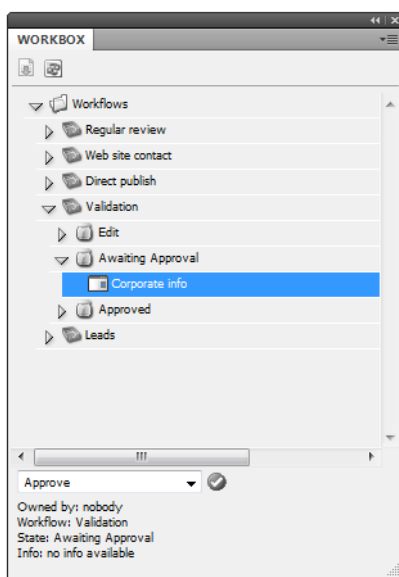 WORKBOX
Workflows
Regular review
Web site contact
Direct publish
Validation
Edit
Awaiting Approval
Corporate info
Approved
Leads
Approve
Owned by: nobody
Workflow: Validation
State: Awaiting Approval
Info: no info available